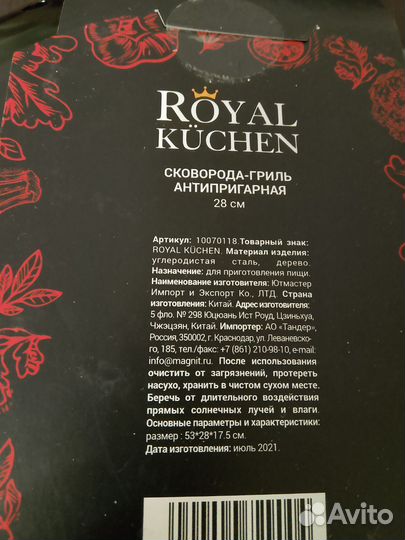 ROYAL
KÜCHEN
СКОВОРОДА-ГРИЛЬ
АНТИПРИГАРНАЯ
28 см
Артикул: 10070118.Товарный знак:
ROYAL KÜCHEN. Материал изделия:
углеродистая сталь, дерево.
Назначение: для приготовления пищи.
Наименование изготовителя: Ютмастер
Импорт и Экспорт Ко., ЛТД. Страна
изготовления: Китай. Адрес изготовителя:
5 фло. № 298 Юцюань Ист Роуд, Цзиньхуа,
Чжэцзян, Китай. Импортер: АО «Тандер»,
Россия, 350002, г. Краснодар, ул. Леваневско-
го, 185, тел./факс: +7 (861) 210-98-10, e-mail:
info@magnit.ru. После использования
очистить от загрязнений, протереть
насухо, хранить в чистом сухом месте.
Беречь от длительного воздействия
прямых солнечных лучей и влаги.
Основные параметры и характеристики:
размер : 53*28*17.5 см.
Дата изготовления: июль 2021.
Avito